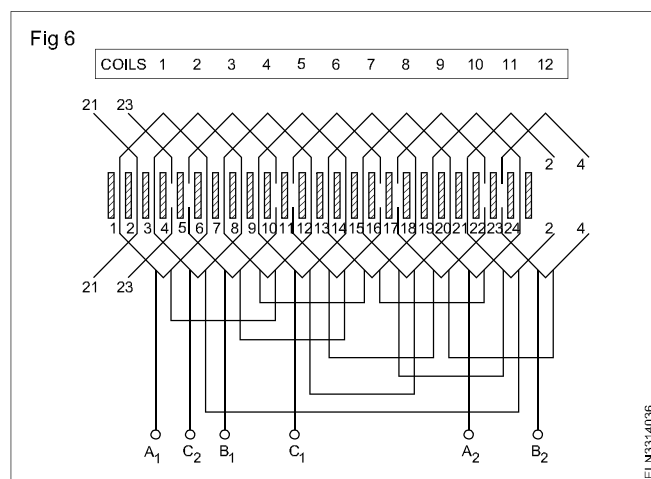 Fig 6
COILS 1 2 3 4 5 6 7 8 9 10 11 12
21 23
2 4
1 2 3 4 5 6 7 8 9 10 11 12 13 14 15 16 17 18 19 20 21 22 23 24
2 4
21 23
A1 C2 B1 C1 A2 B2
ELN3314036